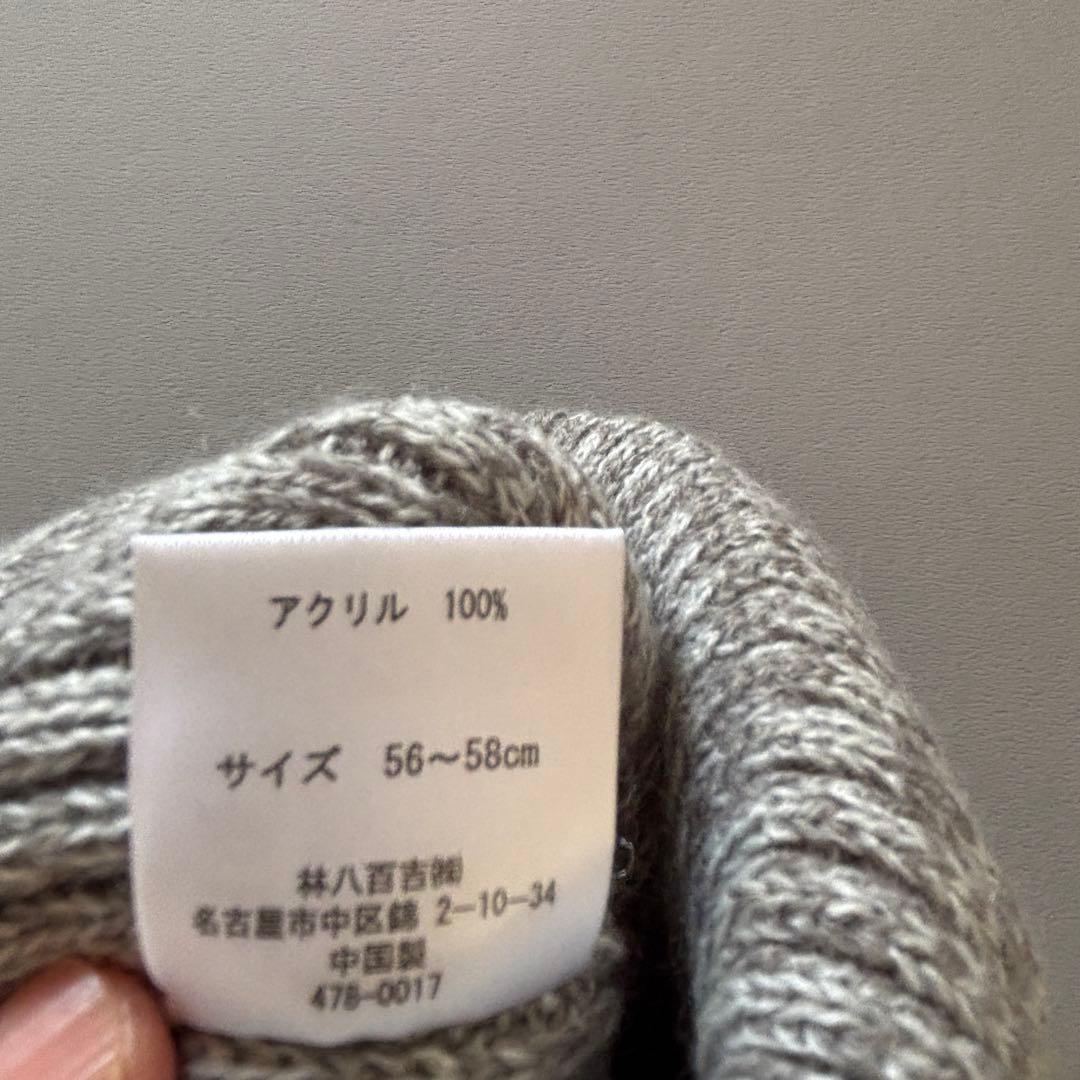 アクリル 100%
サイズ 56〜58cm
林八百吉㈱
名古屋市中区錦 2-10-34
中国製
478-0017